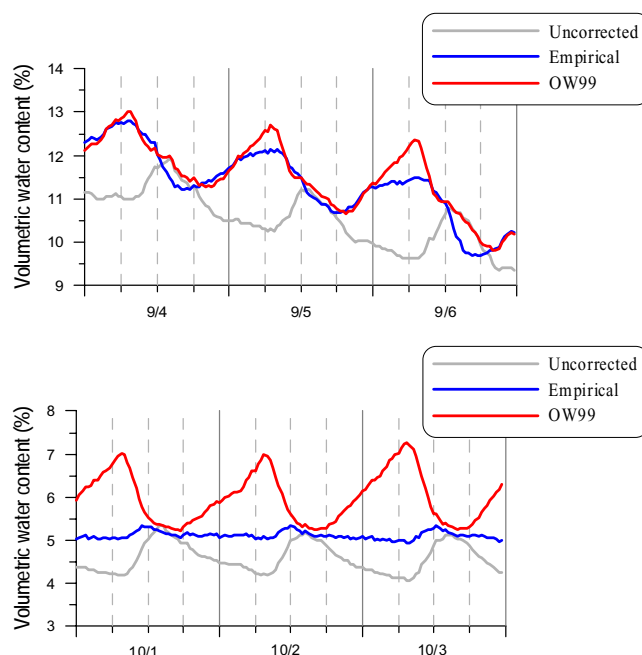 Uncorrected
Empirical
OW99
Volumetric water content (%)
14
13
12
11
10
9
9/4
9/5
9/6
Uncorrected
Empirical
OW99
Volumetric water content (%)
8
7
6
5
4
3
10/1
10/2
10/3